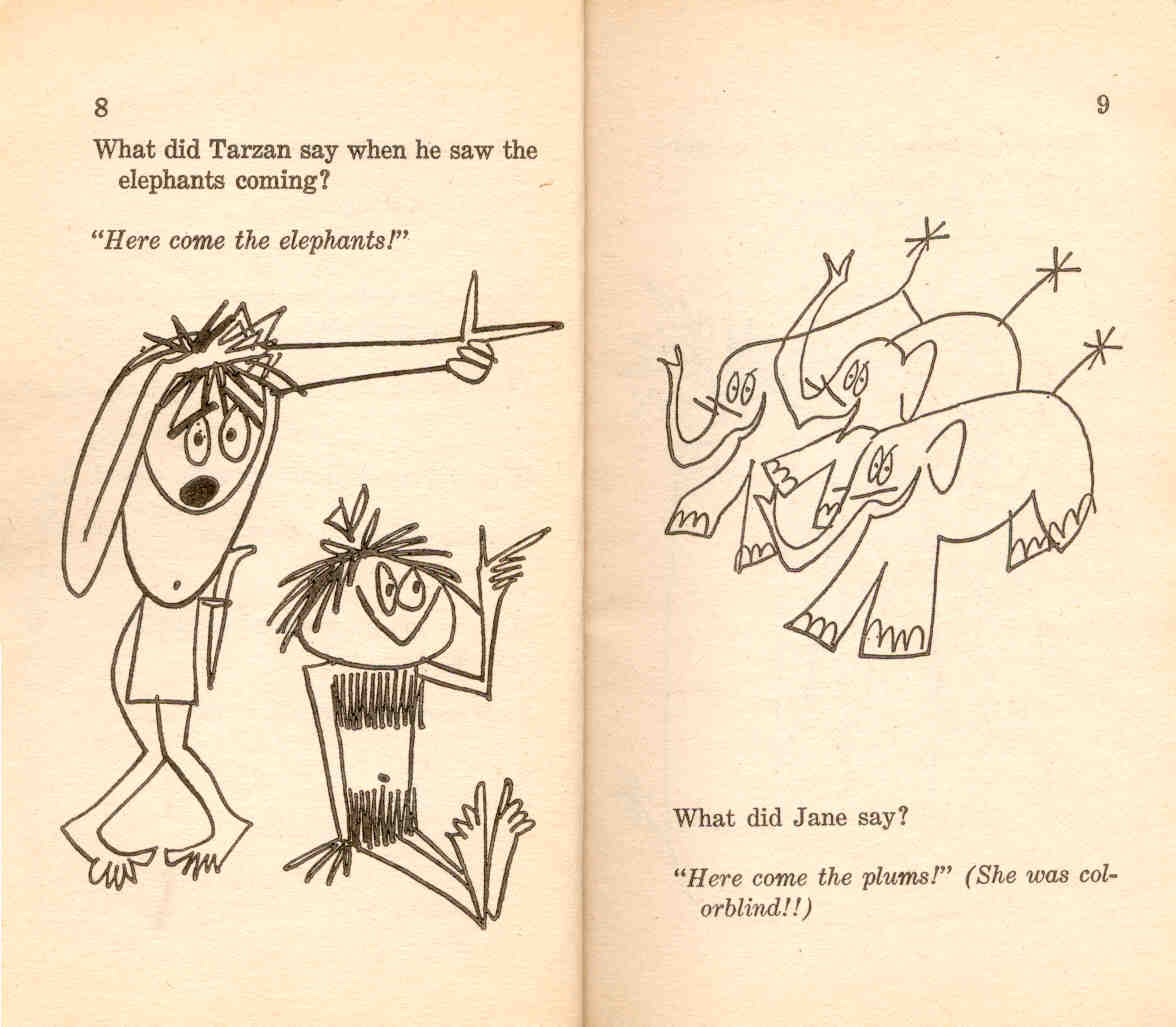 8
What did Tarzan say when he saw the
elephants coming?
“Here come the elephants!”
9
What did Jane say?
“Here come the plums!” (She was col-
orblind!!)